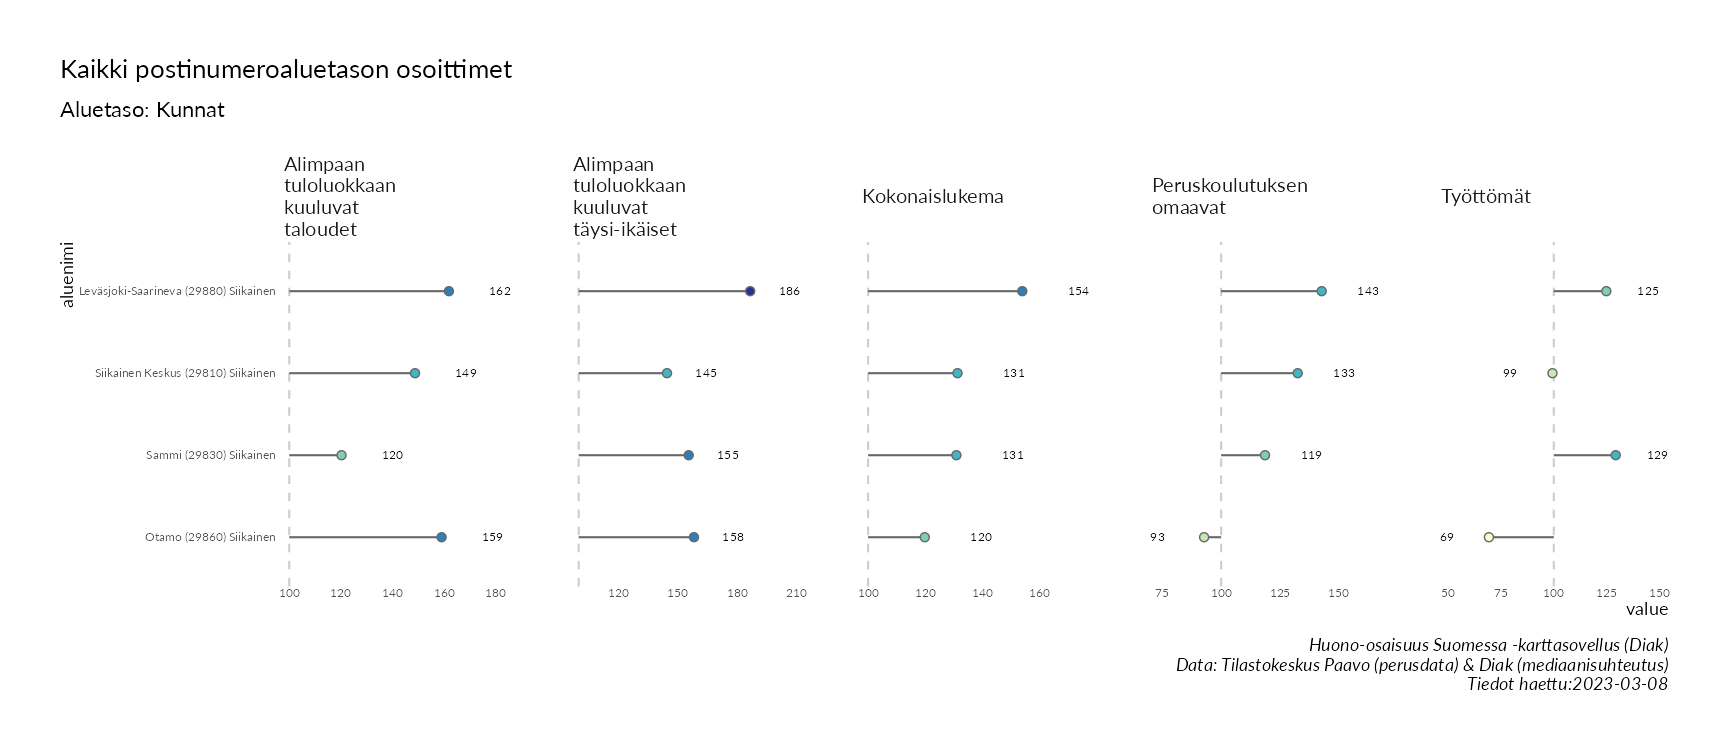 Kaikki postinumeroaluetason osoittimet
Aluetaso: Kunnat
Alimpaan
tuloluokkaan
kuuluvat
taloudet
Alimpaan
tuloluokkaan
kuuluvat
täysi-ikäiset
Kokonaislukema
Peruskoulutuksen
omaavat
Työttömät
aluenimi
Leväsjoki-Saarineva (29880) Siikainen 162 186 154 143 125
Siikainen Keskus (29810) Siikainen 149 145 131 133 99
Sammi (29830) Siikainen 120 155 131 119 129
Otamo (29860) Siikainen 159 158 120 93 69
100 120 140 160 180 120 150 180 210 100 120 140 160 75 100 125 150 50 75 100 125 150
value
Huono-osaisuus Suomessa -karttasovellus (Diak)
Data: Tilastokeskus Paavo (perusdata) & Diak (mediaanisuhteutus)
Tiedot haettu:2023-03-08